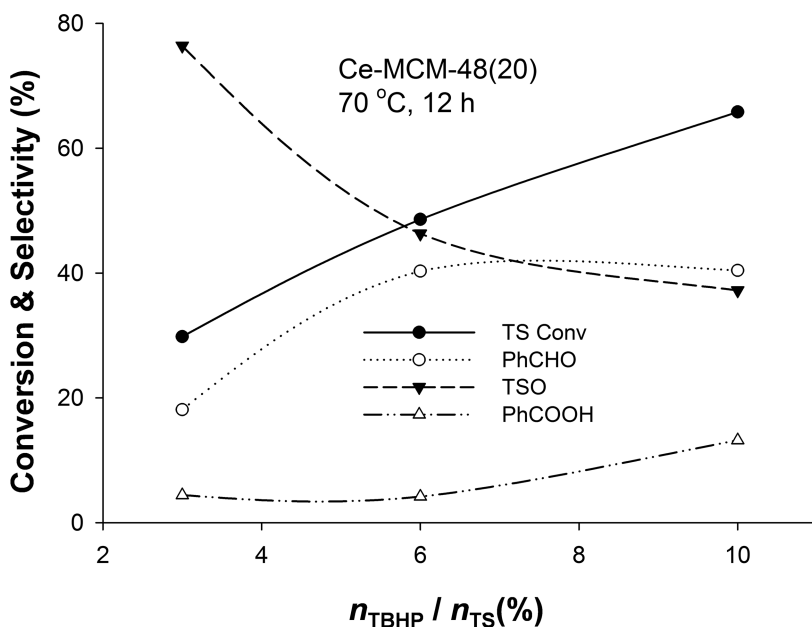 80
60
40
20
0
Conversion & Selectivity (%)
Ce-MCM-48(20)
70 °C, 12 h
TS Conv
PhCHO
TSO
PhCOOH
2 4 6 8 10
nTBHP / nTS(%)